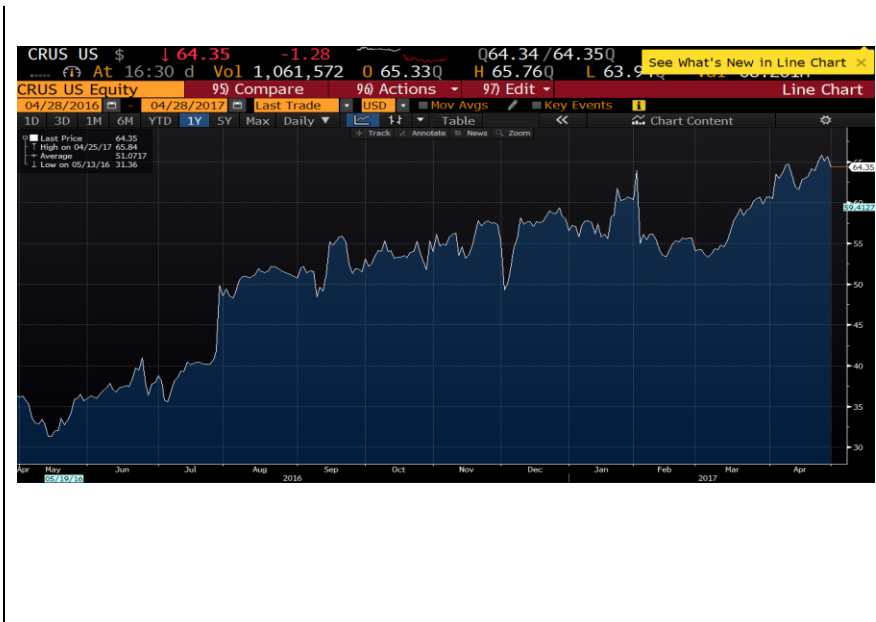 CRUS US $ ↓ 64.35 -1.28 Q64.34/64.35Q
At 16:30 d Vol 1,061,572 O 65.33Q H 65.76Q L 63.9
See What's New in Line Chart ×
CRUS US Equity 95) Compare 96) Actions 97) Edit Line Chart
04/28/2016 - 04/28/2017 Last Trade USD Mov Avgs Key Events
1D 3D 1M 6M YTD 1Y 5Y Max Daily ▼ Table « Chart Content
+ Track Annotate News Zoom
Last Price 64.35
High on 04/25/17 65.84
Average 51.0717
Low on 05/13/16 31.36
65
64.35
60
59.4127
55
50
45
40
35
30
Apr May Jun Jul Aug Sep Oct Nov Dec Jan Feb Mar Apr
05/19/16 2016 2017